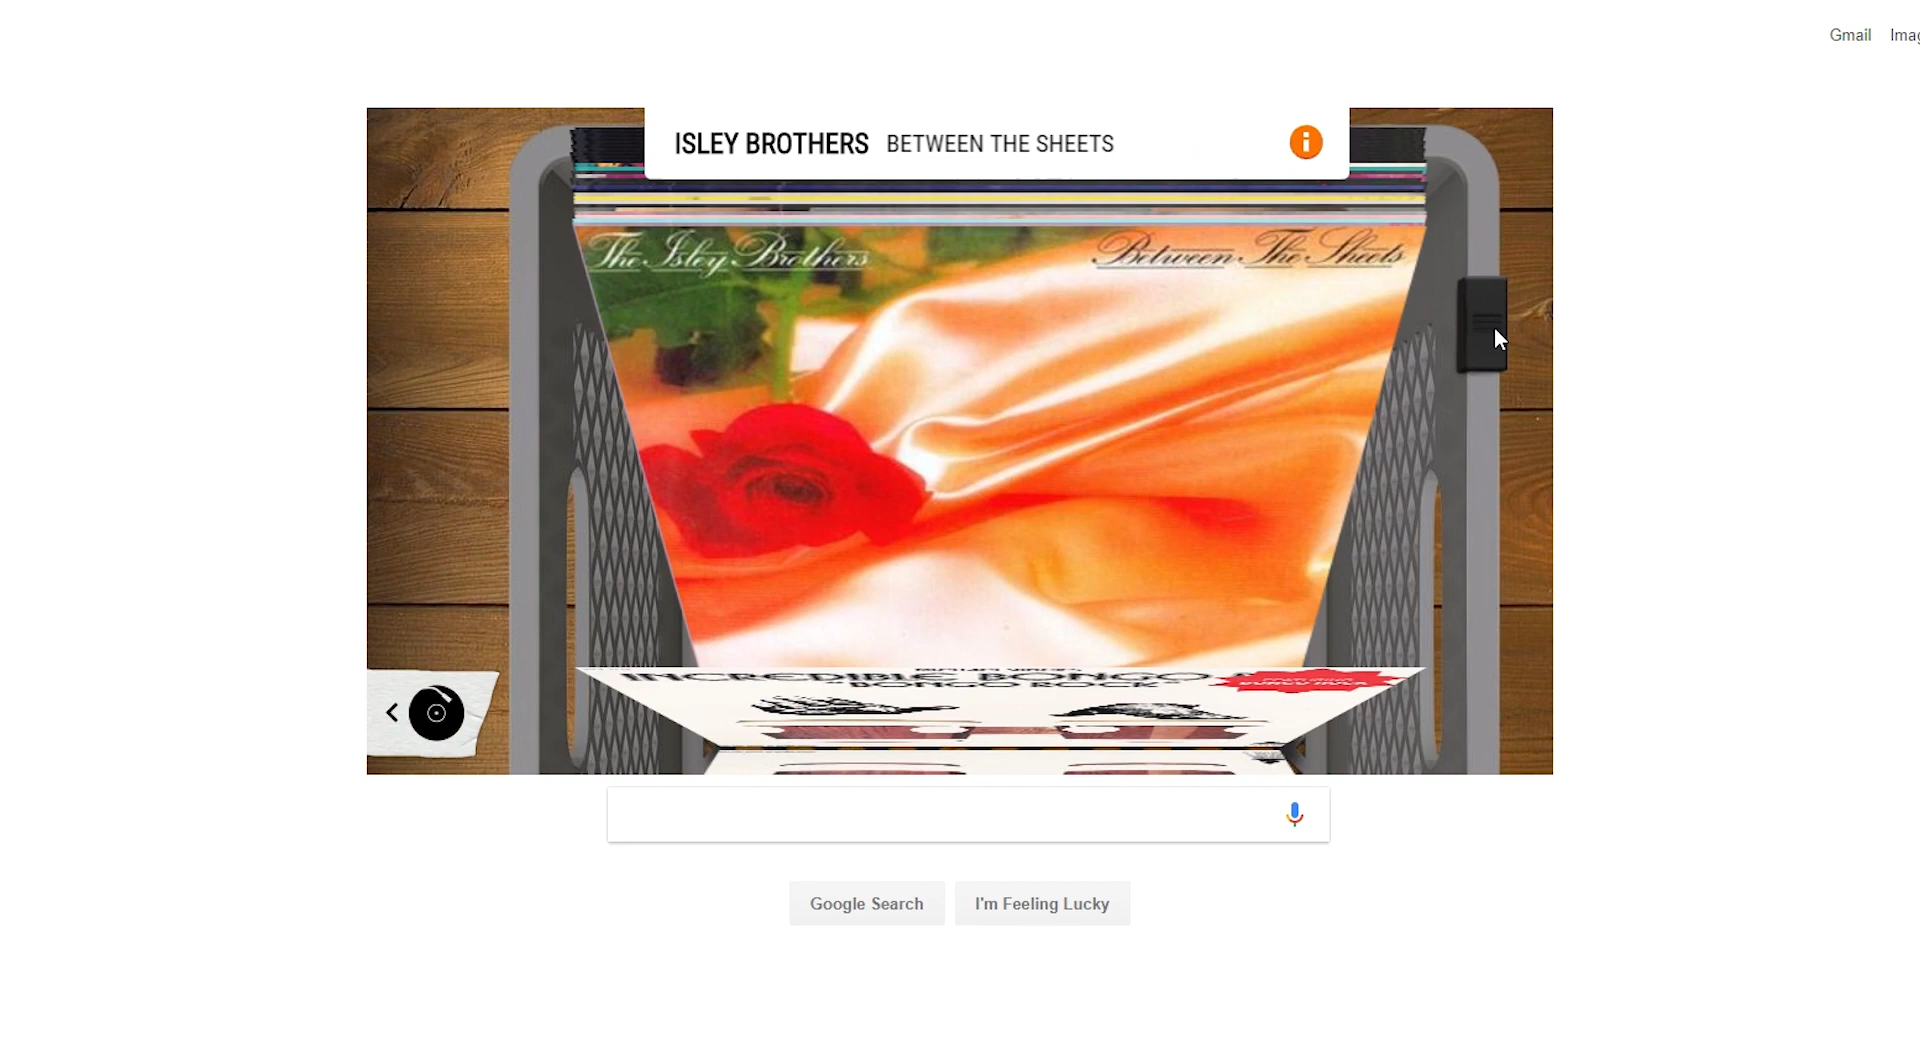 Gmail
ISLEY BROTHERS BETWEEN THE SHEETS
The Isley Brothers
Between The Sheets
INCREDIBLE BONGO
"BONGO ROCK"
Google Search
I'm Feeling Lucky